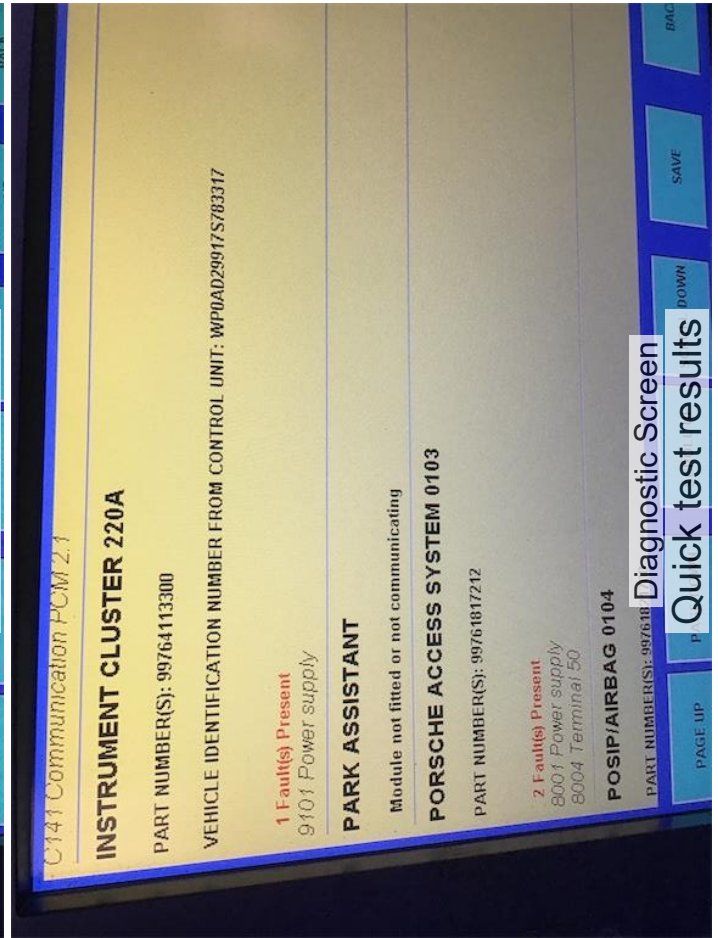 C141 Communication PCM 2.1
INSTRUMENT CLUSTER 220A
PART NUMBER(S): 99764113300
VEHICLE IDENTIFICATION NUMBER FROM CONTROL UNIT: WP0AD29917S783317
1 Fault(s) Present
9101 Power supply
PARK ASSISTANT
Module not fitted or not communicating
PORSCHE ACCESS SYSTEM 0103
PART NUMBER(S): 99761817212
2 Fault(s) Present
8001 Power supply
8004 Terminal 50
POSIP/AIRBAG 0104
PART NUMBER(S):
PAGE UP
DOWN
SAVE
Diagnostic Screen
Quick test results